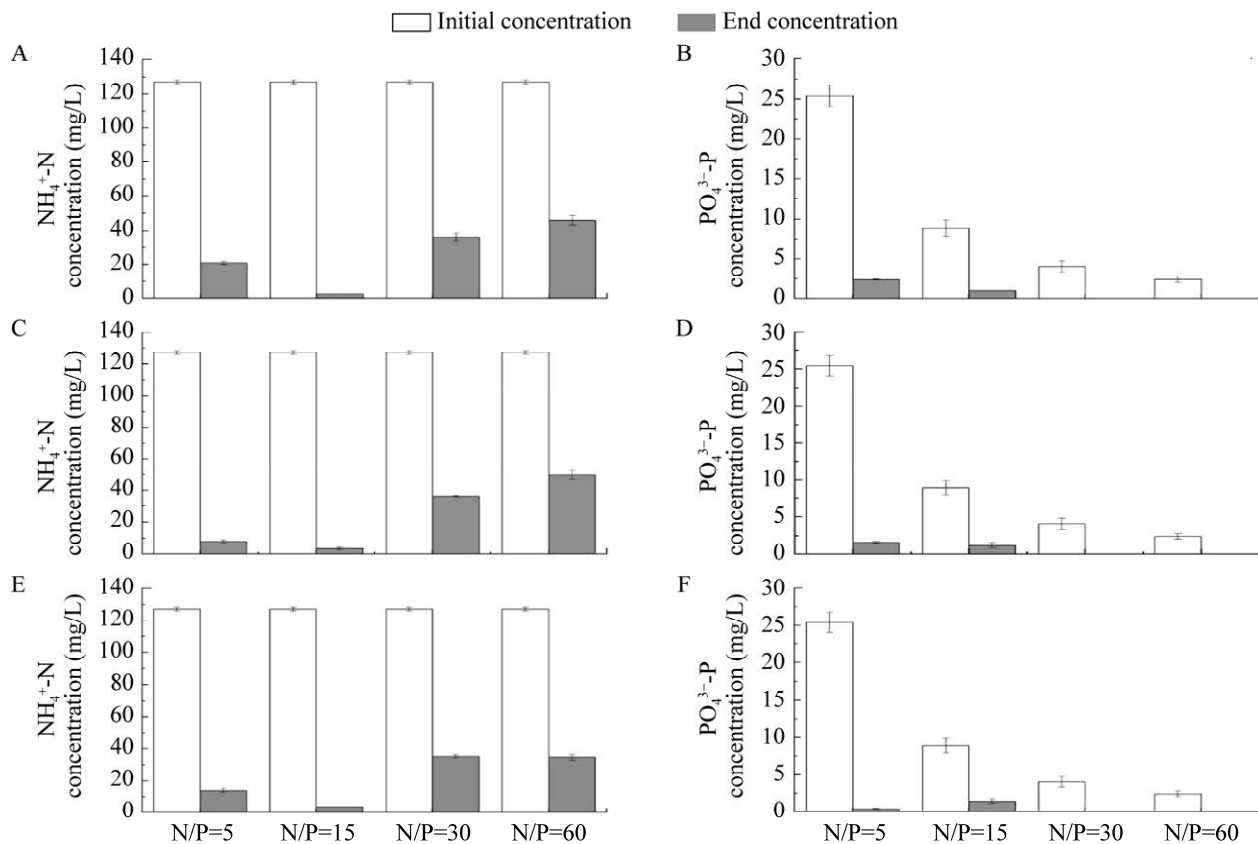 Initial concentration
End concentration
A
NH₄⁺-N
concentration (mg/L)
140
120
100
80
60
40
20
0
B
PO₄³⁻-P
concentration (mg/L)
30
25
20
15
10
5
0
C
NH₄⁺-N
concentration (mg/L)
140
120
100
80
60
40
20
0
D
PO₄³⁻-P
concentration (mg/L)
30
25
20
15
10
5
0
E
NH₄⁺-N
concentration (mg/L)
140
120
100
80
60
40
20
0
N/P=5
N/P=15
N/P=30
N/P=60
F
PO₄³⁻-P
concentration (mg/L)
30
25
20
15
10
5
0
N/P=5
N/P=15
N/P=30
N/P=60